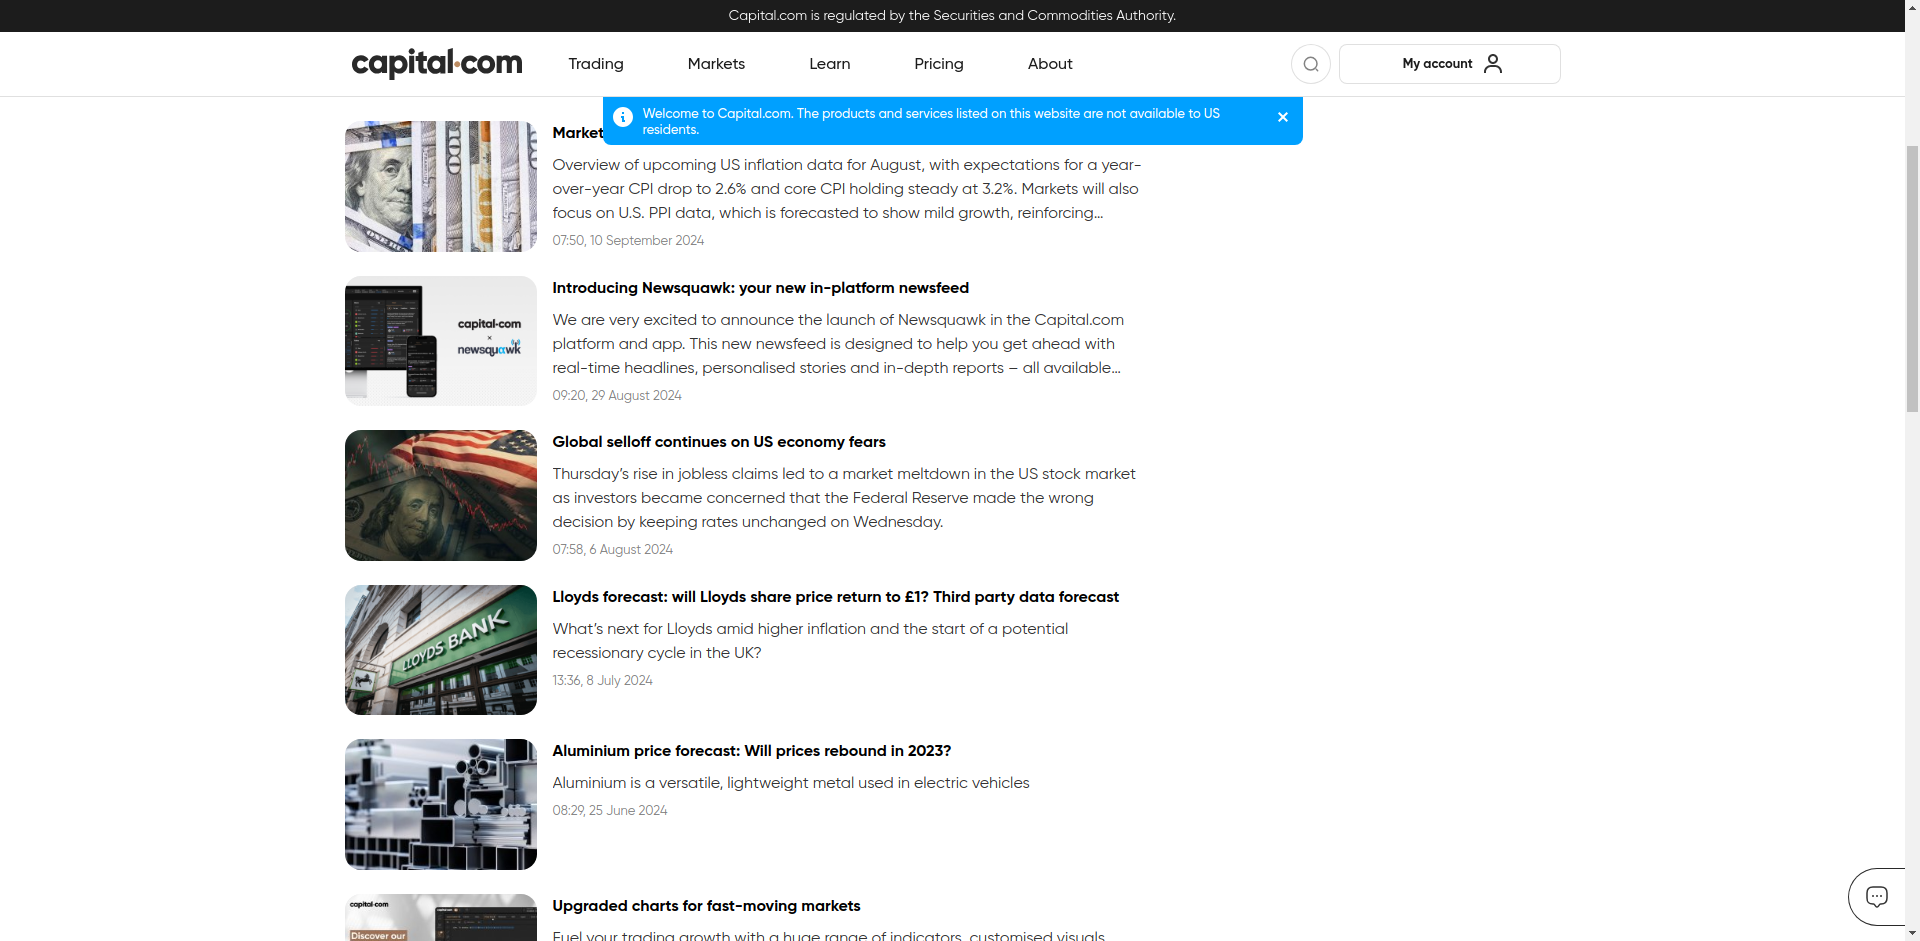 Capital.com is regulated by the Securities and Commodities Authority.
capital.com
Trading
Markets
Learn
Pricing
About
My account
Welcome to Capital.com. The products and services listed on this website are not available to US
residents.
Market
Overview of upcoming US inflation data for August, with expectations for a year-
over-year CPI drop to 2.6% and core CPI holding steady at 3.2%. Markets will also
focus on U.S. PPI data, which is forecasted to show mild growth, reinforcing...
07:50, 10 September 2024
capital.com
×
newsquawk
Introducing Newsquawk: your new in-platform newsfeed
We are very excited to announce the launch of Newsquawk in the Capital.com
platform and app. This new newsfeed is designed to help you get ahead with
real-time headlines, personalised stories and in-depth reports – all available...
09:20, 29 August 2024
Global selloff continues on US economy fears
Thursday's rise in jobless claims led to a market meltdown in the US stock market
as investors became concerned that the Federal Reserve made the wrong
decision by keeping rates unchanged on Wednesday.
07:58, 6 August 2024
LLOYDS BANK
Lloyds forecast: will Lloyds share price return to £1? Third party data forecast
What's next for Lloyds amid higher inflation and the start of a potential
recessionary cycle in the UK?
13:36, 8 July 2024
Aluminium price forecast: Will prices rebound in 2023?
Aluminium is a versatile, lightweight metal used in electric vehicles
08:29, 25 June 2024
capital.com
Discover our
Upgraded charts for fast-moving markets
Fuel your trading growth with a huge range of indicators, customised visuals